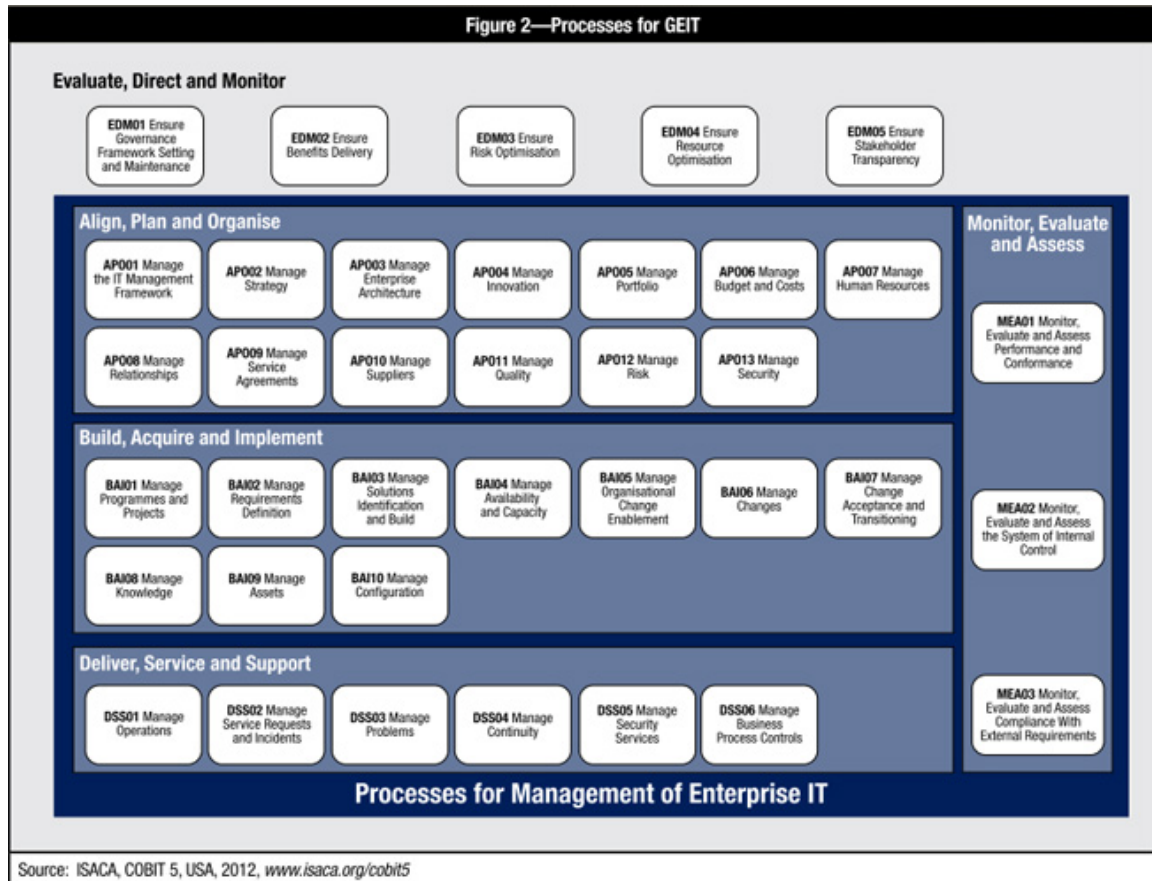 Figure 2—Processes for GEIT
Evaluate, Direct and Monitor
EDM01 Ensure
Governance
Framework Setting
and Maintenance
EDM02 Ensure
Benefits Delivery
EDM03 Ensure
Risk Optimisation
EDM04 Ensure
Resource
Optimisation
EDM05 Ensure
Stakeholder
Transparency
Align, Plan and Organise
APO01 Manage
the IT Management
Framework
APO02 Manage
Strategy
APO03 Manage
Enterprise
Architecture
APO04 Manage
Innovation
APO05 Manage
Portfolio
APO06 Manage
Budget and Costs
APO07 Manage
Human Resources
APO08 Manage
Relationships
APO09 Manage
Service
Agreements
APO10 Manage
Suppliers
APO11 Manage
Quality
APO12 Manage
Risk
APO13 Manage
Security
Build, Acquire and Implement
BAI01 Manage
Programmes and
Projects
BAI02 Manage
Requirements
Definition
BAI03 Manage
Solutions
Identification
and Build
BAI04 Manage
Availability
and Capacity
BAI05 Manage
Organisational
Change
Enablement
BAI06 Manage
Changes
BAI07 Manage
Change
Acceptance and
Transitioning
BAI08 Manage
Knowledge
BAI09 Manage
Assets
BAI10 Manage
Configuration
Deliver, Service and Support
DSS01 Manage
Operations
DSS02 Manage
Service Requests
and Incidents
DSS03 Manage
Problems
DSS04 Manage
Continuity
DSS05 Manage
Security
Services
DSS06 Manage
Business
Process Controls
Monitor, Evaluate
and Assess
MEA01 Monitor,
Evaluate and Assess
Performance and
Conformance
MEA02 Monitor,
Evaluate and Assess
the System of Internal
Control
MEA03 Monitor,
Evaluate and Assess
Compliance With
External Requirements
Processes for Management of Enterprise IT
Source: ISACA, COBIT 5, USA, 2012, www.isaca.org/cobit5